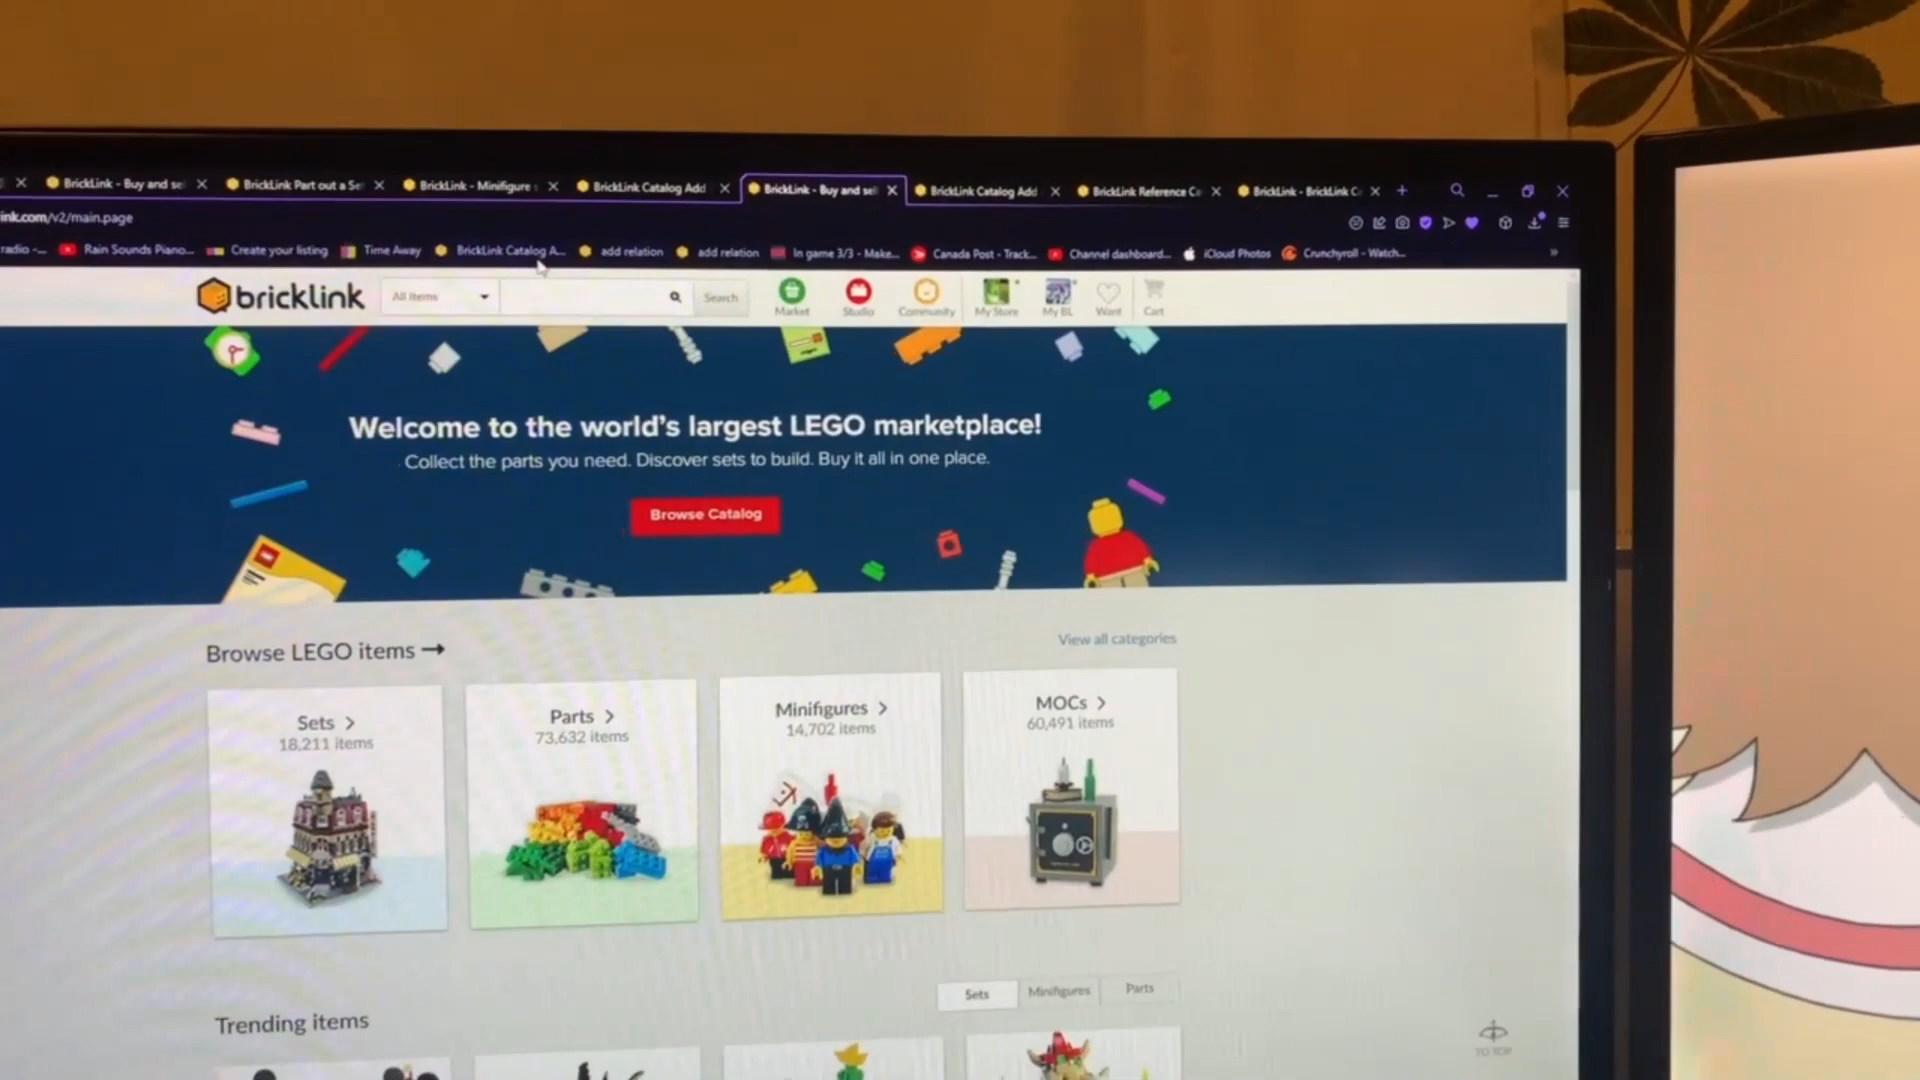 BrickLink - Buy and se
BrickLink Part out a Se
BrickLink - Minifigure
BrickLink Catalog Add
BrickLink - Buy and sel
BrickLink Catalog Add
BrickLink Reference Ca
BrickLink - BrickLink C
ink.com/v2/main.page
radio -...
Rain Sounds Piano...
Create your listing
Time Away
BrickLink Catalog A...
add relation
add relation
In game 3/3 - Make...
Canada Post - Track...
Channel dashboard...
iCloud Photos
Crunchyroll - Watch...
bricklink
All Items
Search
Market
Studio
Community
My Store
My BL
Want
Cart
Welcome to the world's largest LEGO marketplace!
Collect the parts you need. Discover sets to build. Buy it all in one place.
Browse Catalog
Browse LEGO items →
View all categories
Sets >
18,211 items
Parts >
73,632 items
Minifigures >
14,702 items
MOCs >
60,491 items
Sets
Minifigures
Parts
Trending items
TO TOP